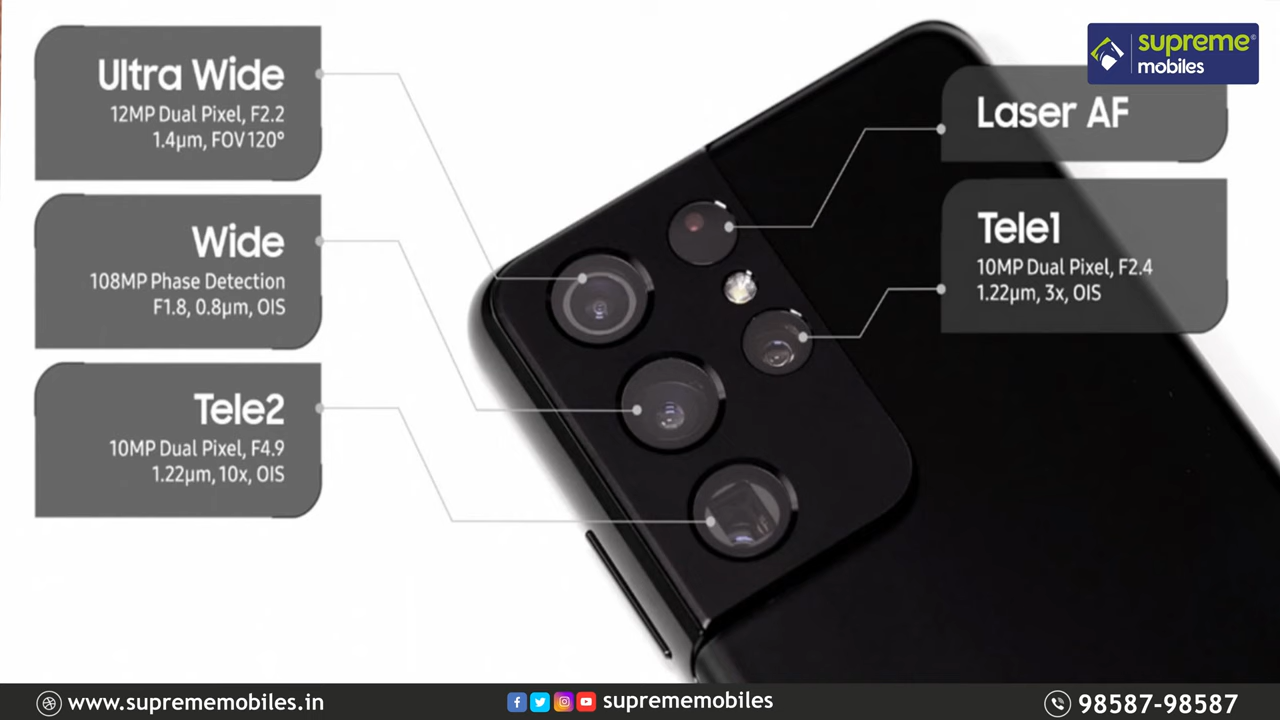 Ultra Wide
12MP Dual Pixel, F2.2
1.4µm, FOV 120°
Wide
108MP Phase Detection
F1.8, 0.8µm, OIS
Tele2
10MP Dual Pixel, F4.9
1.22µm, 10x, OIS
supreme©
mobiles
Laser AF
Tele1
10MP Dual Pixel, F2.4
1.22µm, 3x, OIS
www.suprememobiles.in
suprememobiles
98587-98587